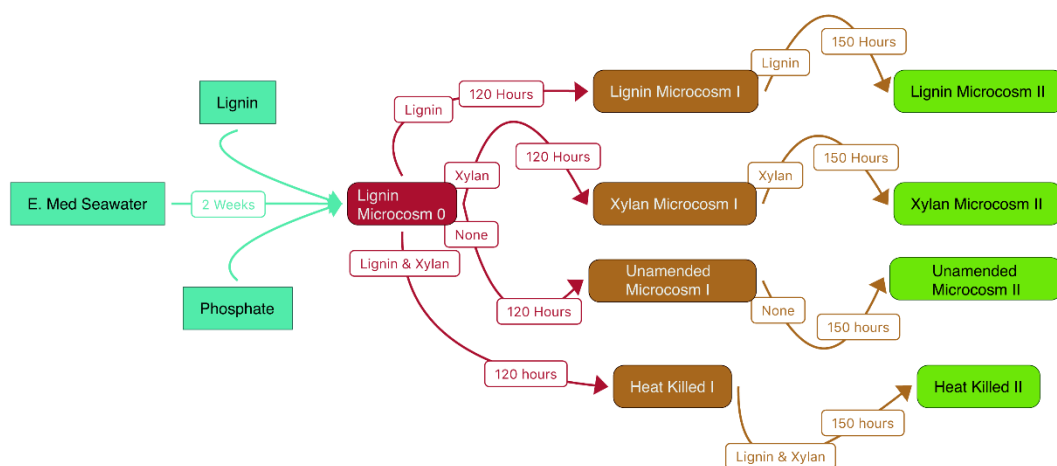 Lignin
E. Med Seawater
2 Weeks
Phosphate
Lignin
Microcosm 0
Lignin
120 Hours
Lignin Microcosm I
Lignin
150 Hours
Lignin Microcosm II
Xylan
120 Hours
Xylan Microcosm I
Xylan
150 Hours
Xylan Microcosm II
None
120 Hours
Unamended
Microcosm I
None
150 hours
Unamended
Microcosm II
Lignin & Xylan
120 hours
Heat Killed I
Lignin & Xylan
150 hours
Heat Killed II